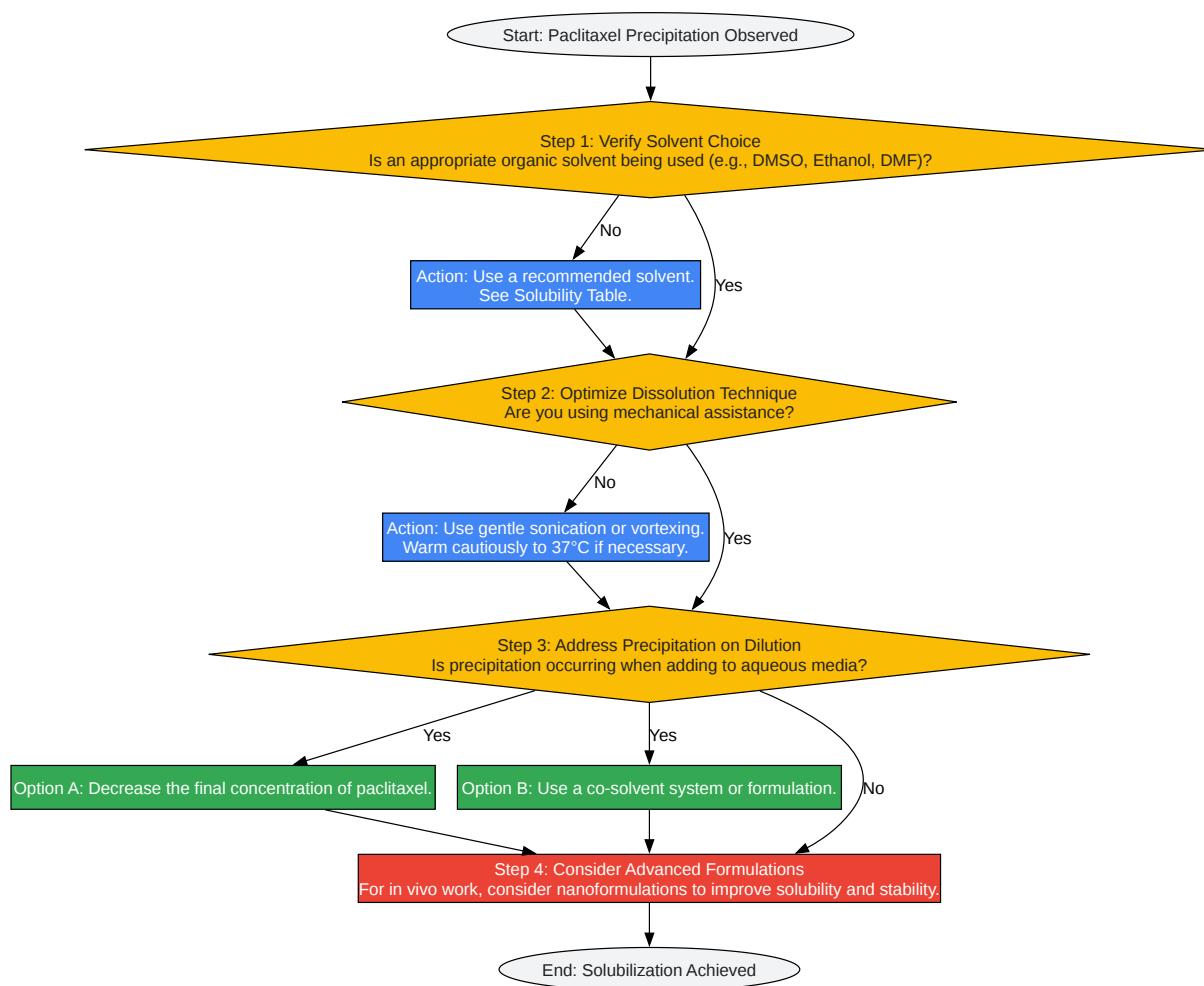 Start: Paclitaxel Precipitation Observed
Step 1: Verify Solvent Choice
Is an appropriate organic solvent being used (e.g., DMSO, Ethanol, DMF)?
No
Yes
Action: Use a recommended solvent.
See Solubility Table.
Step 2: Optimize Dissolution Technique
Are you using mechanical assistance?
No
Yes
Action: Use gentle sonication or vortexing.
Warm cautiously to 37°C if necessary.
Step 3: Address Precipitation on Dilution
Is precipitation occurring when adding to aqueous media?
Yes
Yes
No
Option A: Decrease the final concentration of paclitaxel.
Option B: Use a co-solvent system or formulation.
Step 4: Consider Advanced Formulations
For in vivo work, consider nanoformulations to improve solubility and stability.
End: Solubilization Achieved